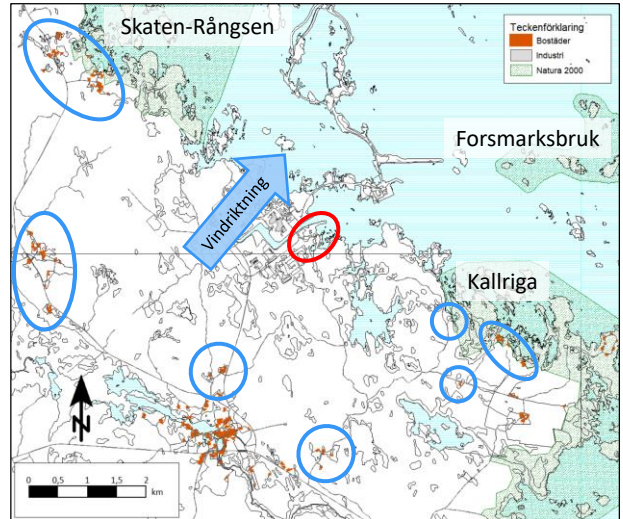 Skaten-Rångsen
Teckenförklaring
Bostäder
Industri
Natura 2000
Forsmarksbruk
Vindriktning
Kallriga
N
0 0,5 1 1,5 2
km